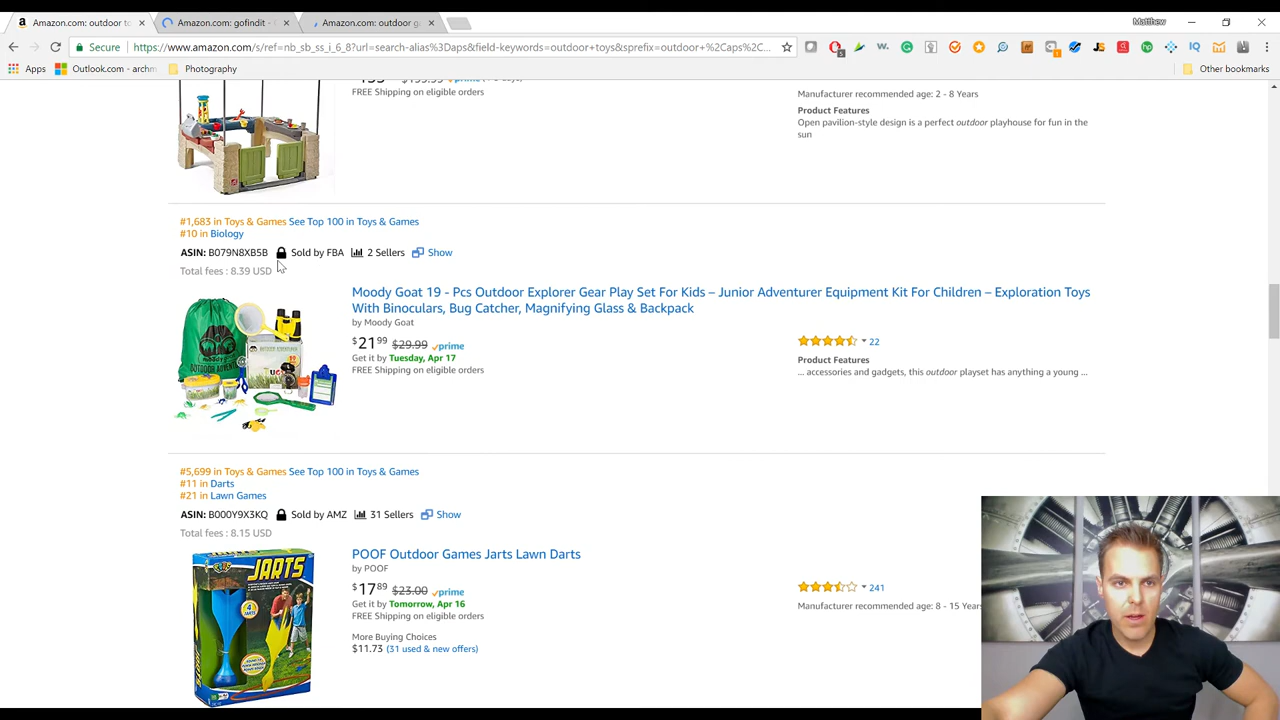 Amazon.com: outdoor to
Amazon.com: gofindit -
Amazon.com: outdoor g
Matthew
Secure
https://www.amazon.com/s/ref=nb_sb_ss_i_6_8?url=search-alias%3Daps&field-keywords=outdoor+toys&sprefix=outdoor+%2Caps%2C...
Apps
Outlook.com - archm
Photography
Other bookmarks
FREE Shipping on eligible orders
Manufacturer recommended age: 2 - 8 Years
Product Features
Open pavilion-style design is a perfect outdoor playhouse for fun in the
sun
#1,683 in Toys & Games See Top 100 in Toys & Games
#10 in Biology
ASIN: B079N8XB5B Sold by FBA 2 Sellers Show
Total fees : 8.39 USD
Moody Goat 19 - Pcs Outdoor Explorer Gear Play Set For Kids – Junior Adventurer Equipment Kit For Children – Exploration Toys
With Binoculars, Bug Catcher, Magnifying Glass & Backpack
by Moody Goat
$21 99 $29.99 prime
Get it by Tuesday, Apr 17
FREE Shipping on eligible orders
22
Product Features
... accessories and gadgets, this outdoor playset has anything a young ...
#5,699 in Toys & Games See Top 100 in Toys & Games
#11 in Darts
#21 in Lawn Games
ASIN: B000Y9X3KQ Sold by AMZ 31 Sellers Show
Total fees : 8.15 USD
POOF Outdoor Games Jarts Lawn Darts
by POOF
$17 89 $23.00 prime
Get it by Tomorrow, Apr 16
FREE Shipping on eligible orders
More Buying Choices
$11.73 (31 used & new offers)
241
Manufacturer recommended age: 8 - 15 Years
JARTS